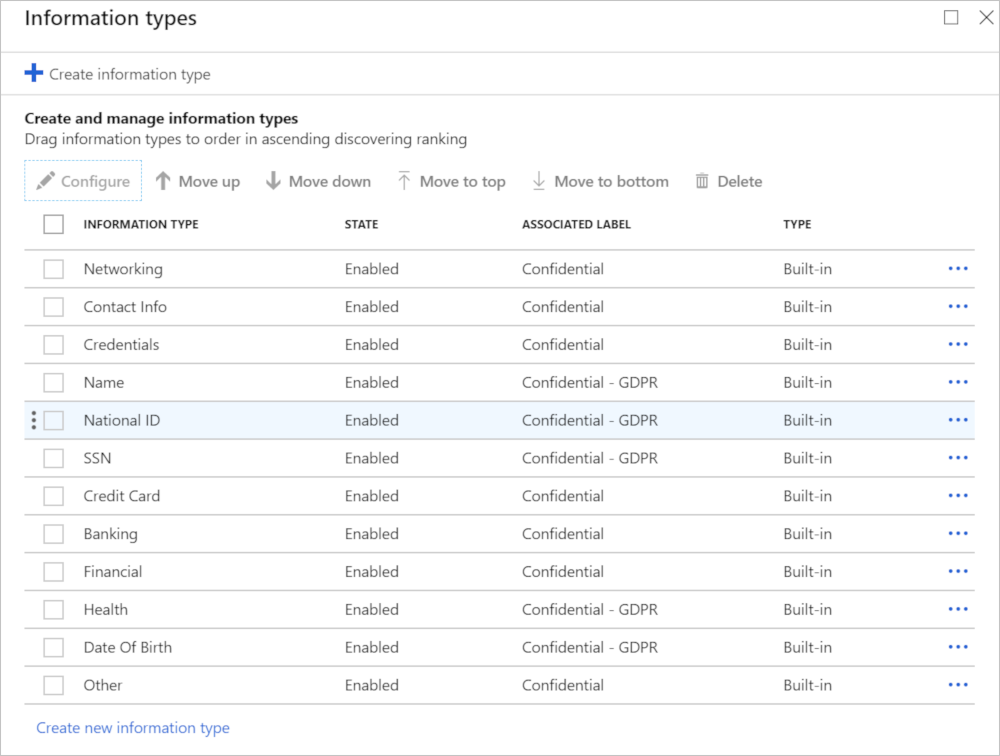 Information types
Create information type
Create and manage information types
Drag information types to order in ascending discovering ranking
Configure Move up Move down Move to top Move to bottom Delete
INFORMATION TYPE STATE ASSOCIATED LABEL TYPE
Networking Enabled Confidential Built-in
Contact Info Enabled Confidential Built-in
Credentials Enabled Confidential Built-in
Name Enabled Confidential - GDPR Built-in
National ID Enabled Confidential - GDPR Built-in
SSN Enabled Confidential - GDPR Built-in
Credit Card Enabled Confidential Built-in
Banking Enabled Confidential Built-in
Financial Enabled Confidential Built-in
Health Enabled Confidential - GDPR Built-in
Date Of Birth Enabled Confidential - GDPR Built-in
Other Enabled Confidential Built-in
Create new information type